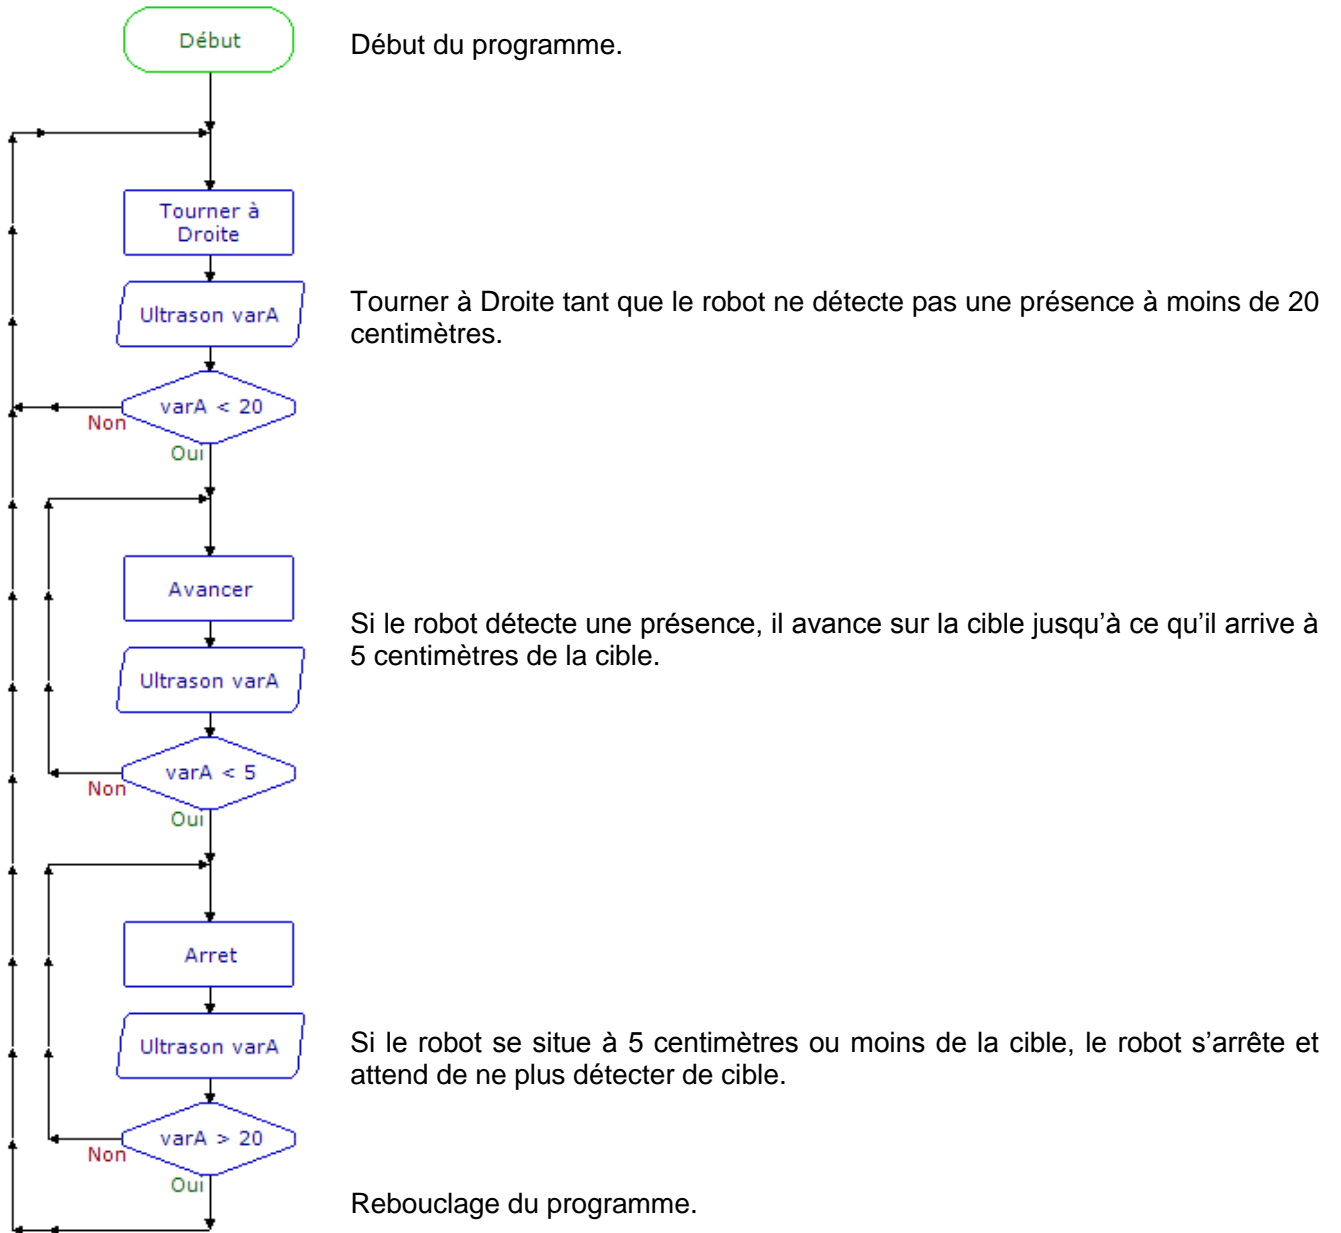 Début
Début du programme.
Tourner à
Droite
Ultrason varA
Tourner à Droite tant que le robot ne détecte pas une présence à moins de 20
centimètres.
varA < 20
Non
Oui
Avancer
Si le robot détecte une présence, il avance sur la cible jusqu’à ce qu’il arrive à
5 centimètres de la cible.
Ultrason varA
varA < 5
Non
Oui
Arret
Ultrason varA
Si le robot se situe à 5 centimètres ou moins de la cible, le robot s’arrête et
attend de ne plus détecter de cible.
varA > 20
Non
Oui
Rebouclage du programme.